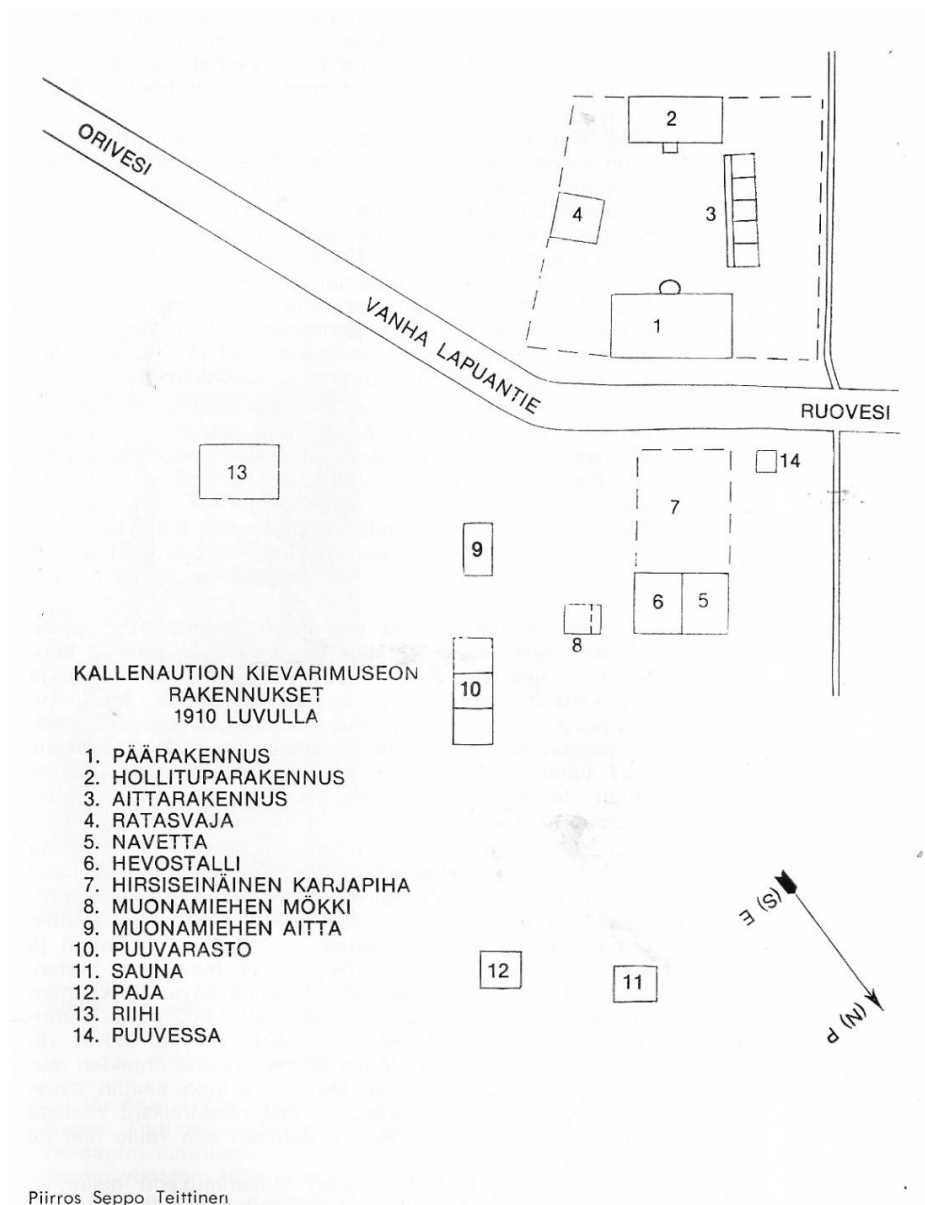 ORIVESI
VANHA LAPUANTIE
RUOVESI
2
4
3
1
13
14
7
9
6
5
8
10
KALLENAUTION KIEVARIMUSEON
RAKENNUKSET
1910 LUVULLA
1. PÄÄRAKENNUS
2. HOLLITUPARAKENNUS
3. AITTARAKENNUS
4. RATASVAJA
5. NAVETTA
6. HEVOSTALLI
7. HIRSISEINÄINEN KARJAPIHA
8. MUONAMIEHEN MÖKKI
9. MUONAMIEHEN AITTA
10. PUUVARASTO
11. SAUNA
12. PAJA
13. RIIHI
14. PUUVESSA
(S) E
(N) P
12
11
Piirros Seppo Teittinen